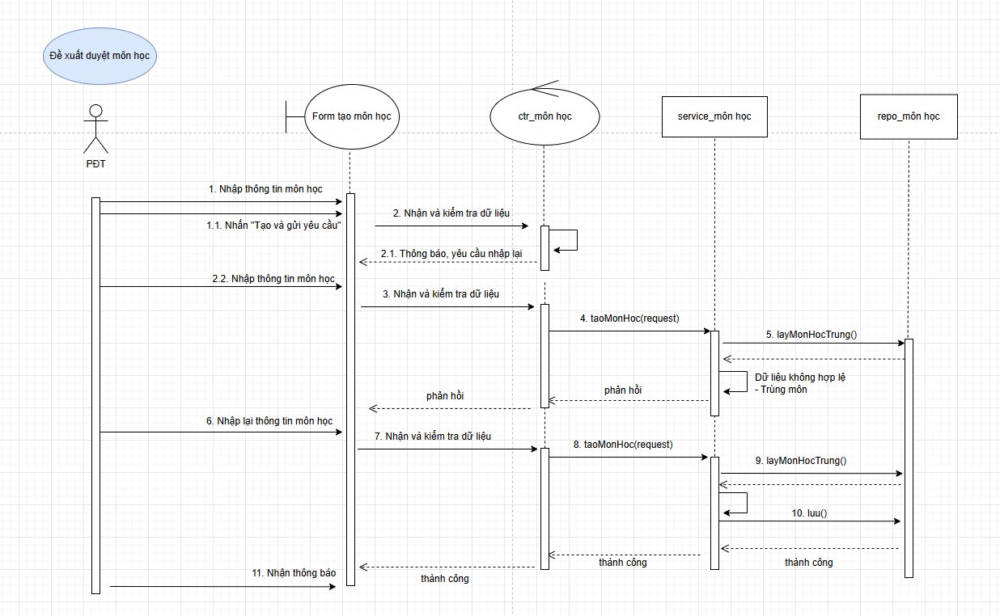 Đề xuất duyệt môn học
PĐT
Form tạo môn học
ctr_môn học
service_môn học
repo_môn học
1. Nhập thông tin môn học
1.1. Nhấn "Tạo và gửi yêu cầu"
2. Nhận và kiểm tra dữ liệu
2.1. Thông báo, yêu cầu nhập lại
2.2. Nhập thông tin môn học
3. Nhận và kiểm tra dữ liệu
4. taoMonHoc(request)
5. layMonHocTrung()
Dữ liệu không hợp lệ
- Trùng môn
phản hồi
phản hồi
6. Nhập lại thông tin môn học
7. Nhận và kiểm tra dữ liệu
8. taoMonHoc(request)
9. layMonHocTrung()
10. luu()
thành công
thành công
thành công
11. Nhận thông báo